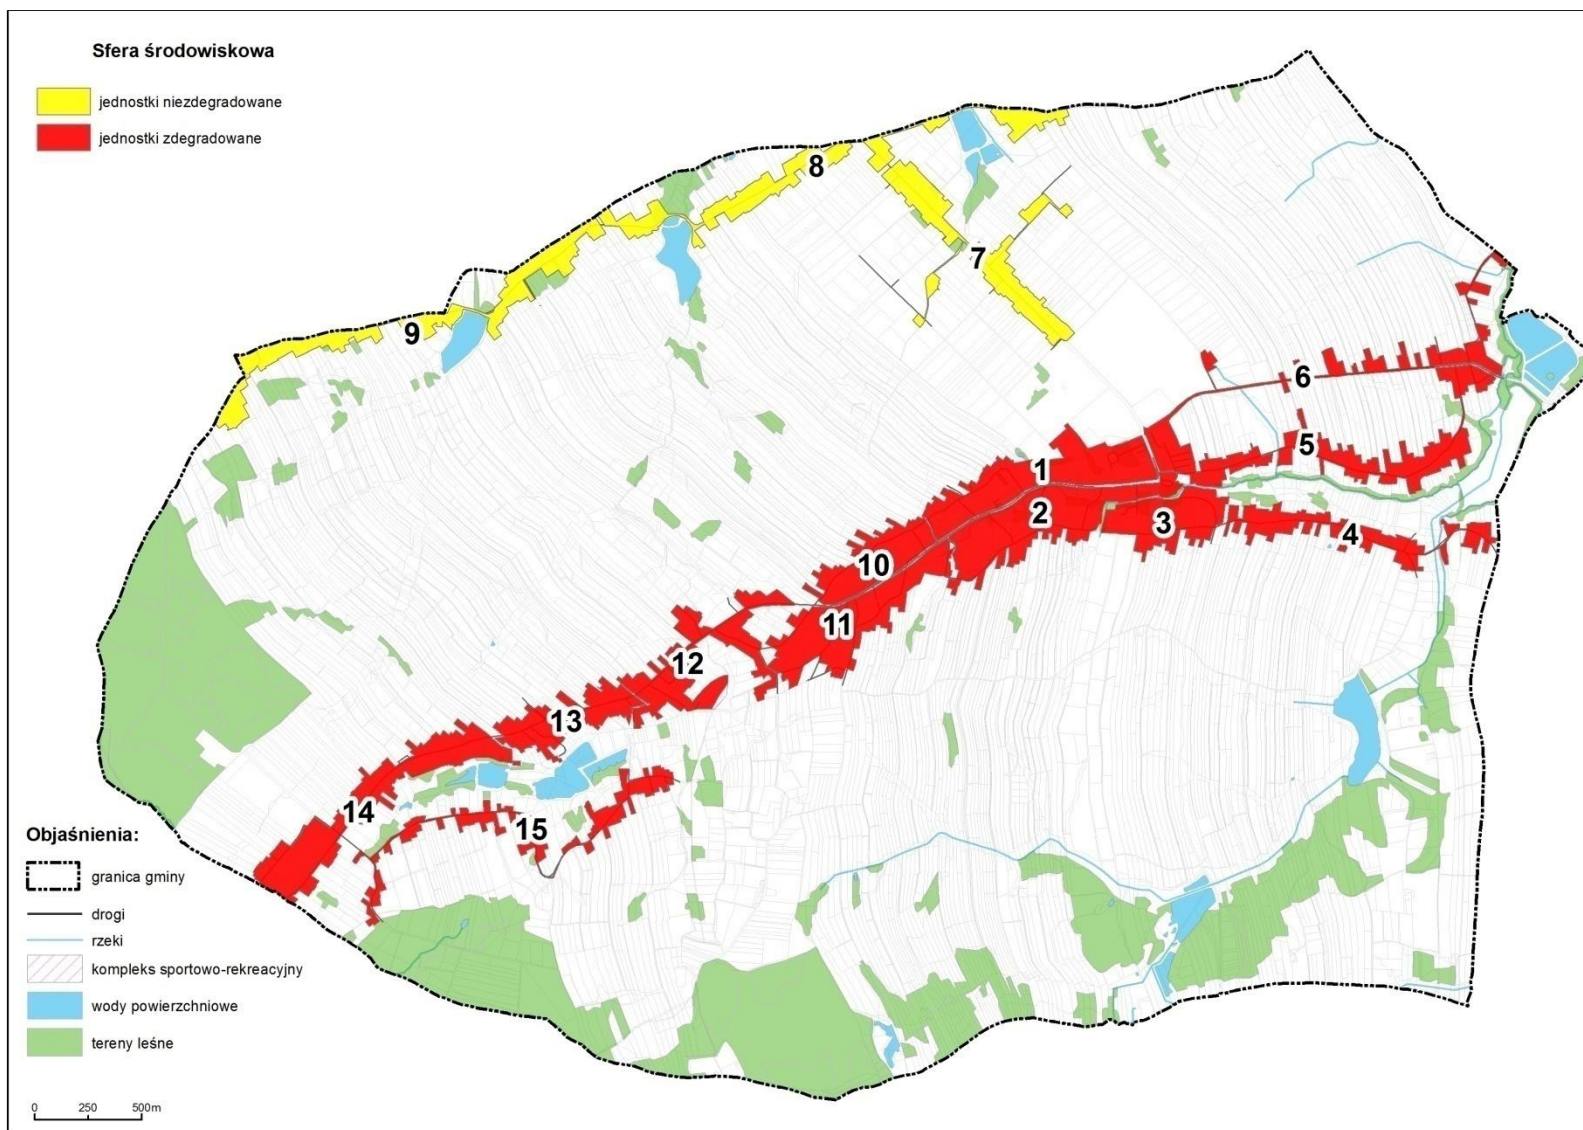 Sfera środowiskowa
jednostki niezdegradowane
jednostki zdegradowane
8
7
9
6
5
1
2
3
4
10
11
12
13
14
15
Objaśnienia:
granica gminy
drogi
rzeki
kompleks sportowo-rekreacyjny
wody powierzchniowe
tereny leśne
0 250 500m